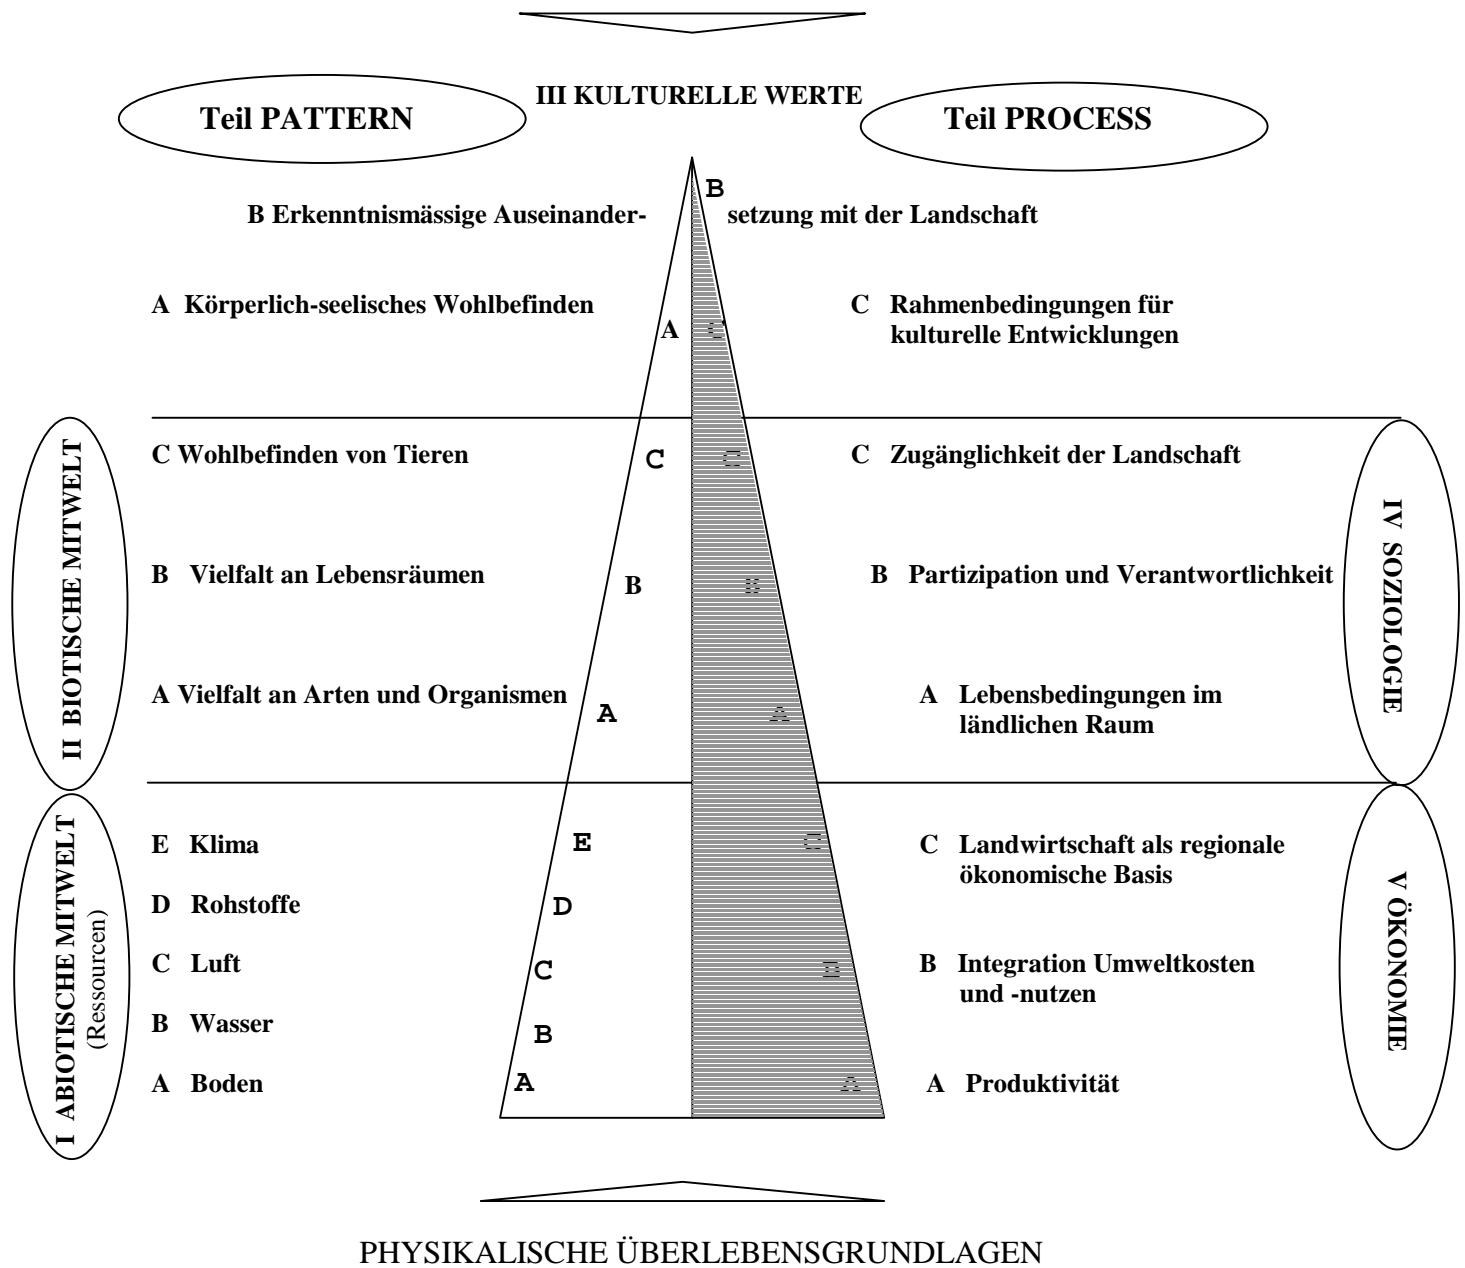 III KULTURELLE WERTE
Teil PATTERN
Teil PROCESS
B
B Erkenntnismässige Auseinander- setzung mit der Landschaft
A Körperlich-seelisches Wohlbefinden
C Rahmenbedingungen für
kulturelle Entwicklungen
A C
II BIOTISCHE MITWELT
C Wohlbefinden von Tieren
C C
C Zugänglichkeit der Landschaft
B Vielfalt an Lebensräumen
B B
B Partizipation und Verantwortlichkeit
A Vielfalt an Arten und Organismen
A A
A Lebensbedingungen im
ländlichen Raum
IV SOZIOLOGIE
I ABIOTISCHE MITWELT
(Ressourcen)
E Klima
E C
C Landwirtschaft als regionale
ökonomische Basis
D Rohstoffe
D
C Luft
C B
B Integration Umweltkosten
und -nutzen
B Wasser
B
A Boden
A A
A Produktivität
V ÖKONOMIE
PHYSIKALISCHE ÜBERLEBENSGRUNDLAGEN